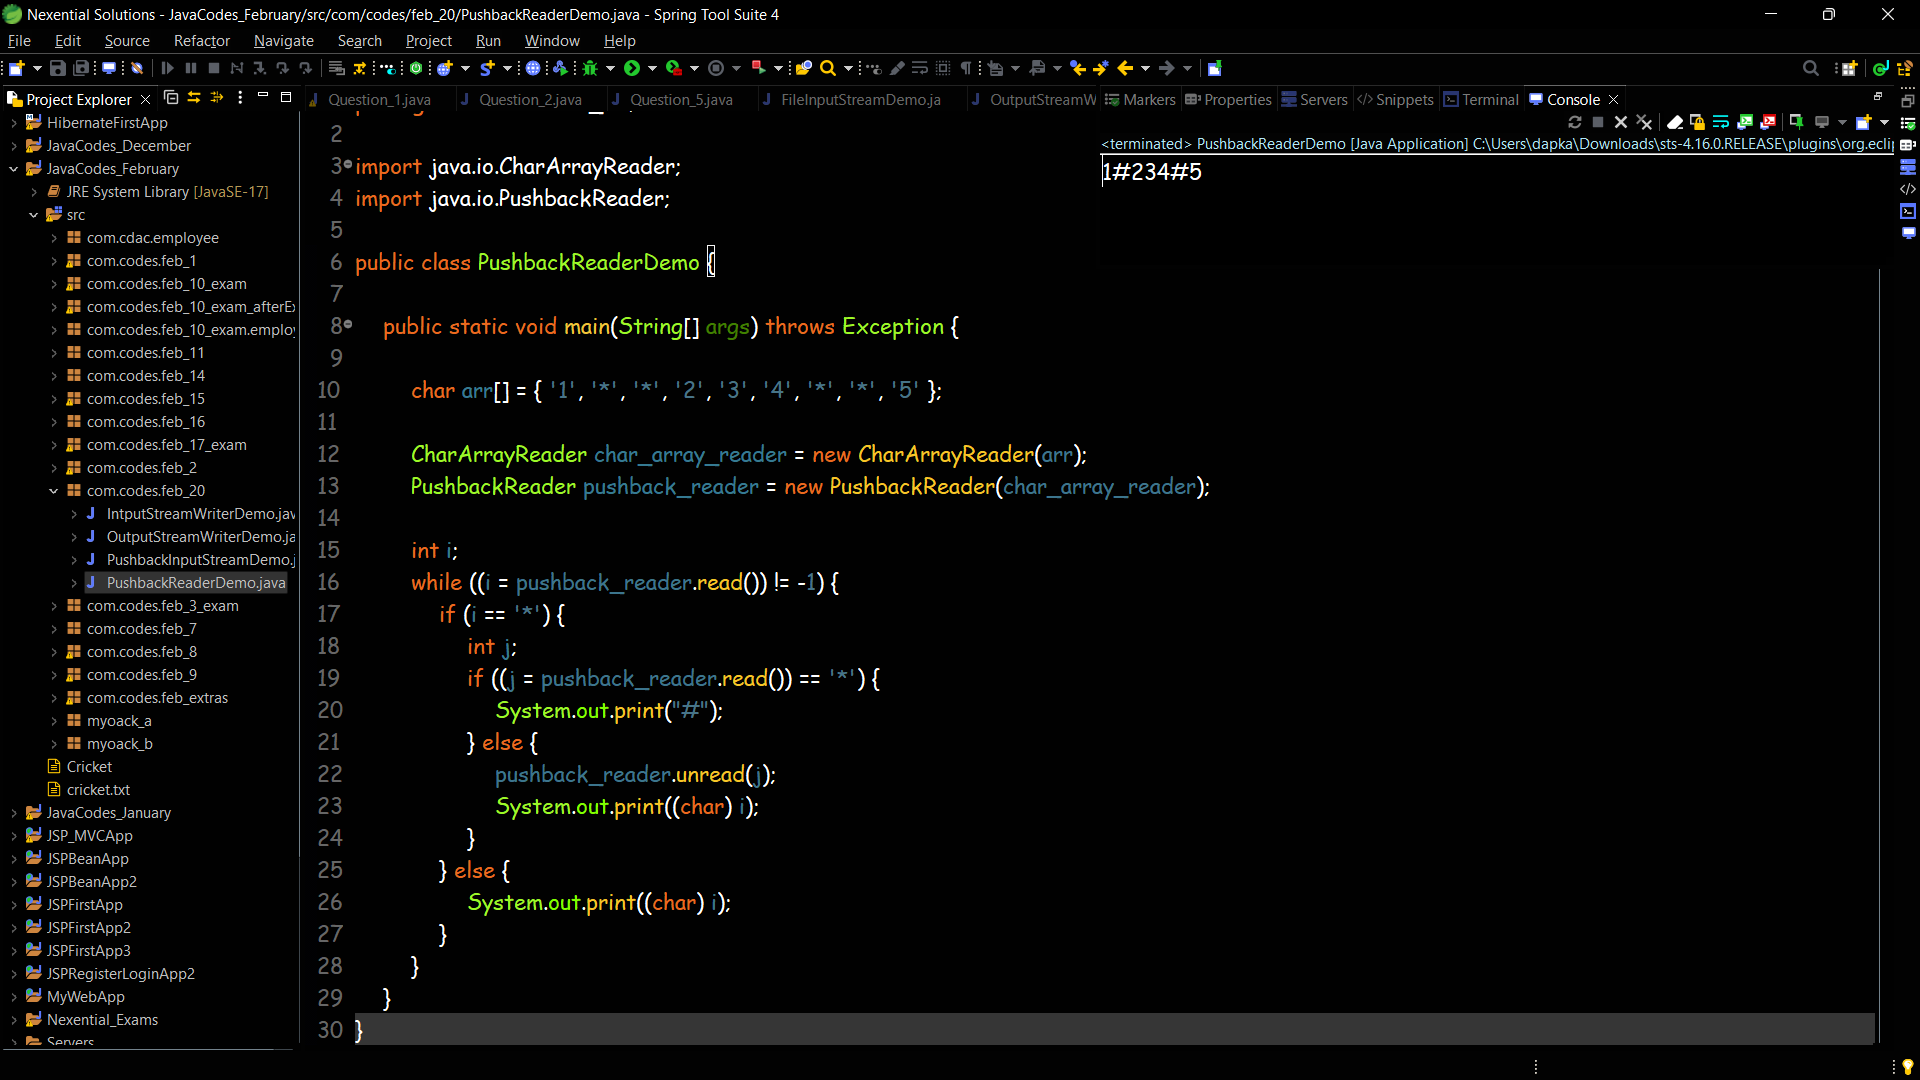 Nexential Solutions - JavaCodes_February/src/com/codes/feb_20/PushbackReaderDemo.java - Spring Tool Suite 4
File Edit Source Refactor Navigate Search Project Run Window Help
Project Explorer
HibernateFirstApp
JavaCodes_December
JavaCodes_February
JRE System Library [JavaSE-17]
src
com.cdac.employee
com.codes.feb_1
com.codes.feb_10_exam
com.codes.feb_10_exam_afterE
com.codes.feb_10_exam.emplo
com.codes.feb_11
com.codes.feb_14
com.codes.feb_15
com.codes.feb_16
com.codes.feb_17_exam
com.codes.feb_2
com.codes.feb_20
IntputStreamWriterDemo.jav
OutputStreamWriterDemo.ja
PushbackInputStreamDemo.j
PushbackReaderDemo.java
com.codes.feb_3_exam
com.codes.feb_7
com.codes.feb_8
com.codes.feb_9
com.codes.feb_extras
myoack_a
myoack_b
Cricket
cricket.txt
JavaCodes_January
JSP_MVCApp
JSPBeanApp
JSPBeanApp2
JSPFirstApp
JSPFirstApp2
JSPFirstApp3
JSPRegisterLoginApp2
MyWebApp
Nexential_Exams
Servers
Question_1.java Question_2.java Question_5.java FileInputStreamDemo.ja OutputStreamW
2
3 import java.io.CharArrayReader;
4 import java.io.PushbackReader;
5
6 public class PushbackReaderDemo {
7
8 public static void main(String[] args) throws Exception {
9
10 char arr[] = { '1', '*', '*', '2', '3', '4', '*', '*', '5' };
11
12 CharArrayReader char_array_reader = new CharArrayReader(arr);
13 PushbackReader pushback_reader = new PushbackReader(char_array_reader);
14
15 int i;
16 while ((i = pushback_reader.read()) != -1) {
17 if (i == '*') {
18 int j;
19 if ((j = pushback_reader.read()) == '*') {
20 System.out.print("#");
21 } else {
22 pushback_reader.unread(j);
23 System.out.print((char) i);
24 }
25 } else {
26 System.out.print((char) i);
27 }
28 }
29 }
30 }
Markers Properties Servers Snippets Terminal Console
<terminated> PushbackReaderDemo [Java Application] C:\Users\dapka\Downloads\sts-4.16.0.RELEASE\plugins\org.eclip
1#234#5